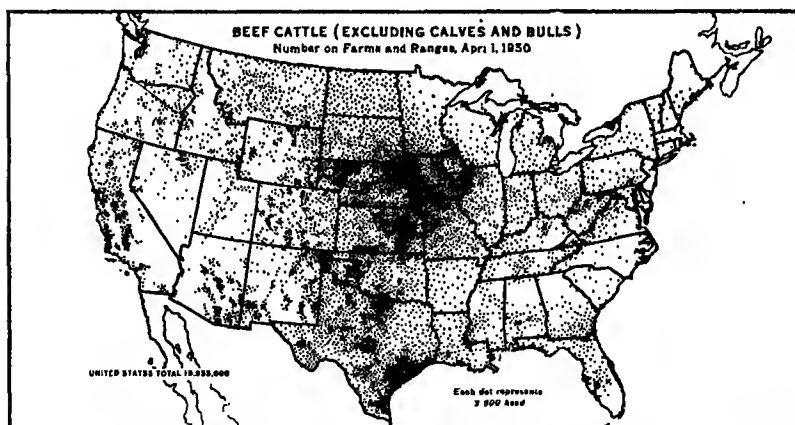 BEEF CATTLE (EXCLUDING CALVES AND BULLS)
Number on Farms and Ranges, April 1, 1930
UNITED STATES TOTAL
Each dot represents
head